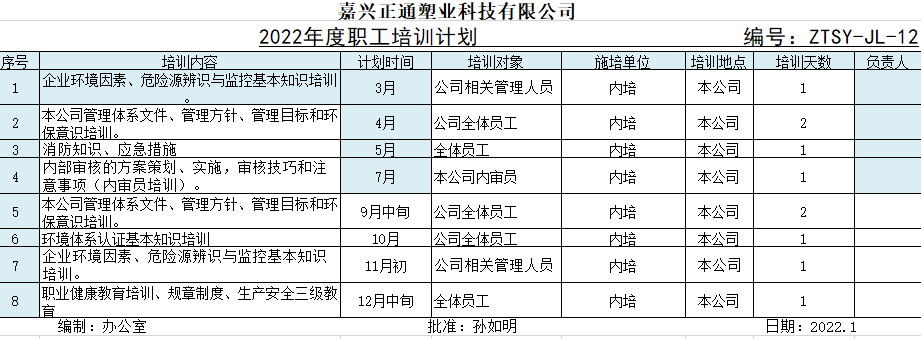 嘉兴正通塑业科技有限公司
2022年度职工培训计划 编号：ZTSY-JL-12
序号 培训内容 计划时间 培训对象 施培单位 培训地点 培训天数 负责人
1 企业环境因素、危险源辨识与监控基本知识培训。 3月 公司相关管理人员 内培 本公司 1
2 本公司管理体系文件、管理方针、管理目标和环保意识培训。 4月 公司全体员工 内培 本公司 2
3 消防知识、应急措施 5月 全体员工 内培 本公司 1
4 内部审核的方案策划、实施，审核技巧和注意事项（内审员培训）。 7月 本公司内审员 内培 本公司 1
5 本公司管理体系文件、管理方针、管理目标和环保意识培训。 9月中旬 公司全体员工 内培 本公司 2
6 环境体系认证基本知识培训 10月 公司全体员工 内培 本公司 1
7 企业环境因素、危险源辨识与监控基本知识培训。 11月初 公司相关管理人员 内培 本公司 1
8 职业健康教育培训、规章制度、生产安全三级教育 12月中旬 全体员工 内培 本公司 1
编制：办公室 批准：孙如明 日期：2022.1